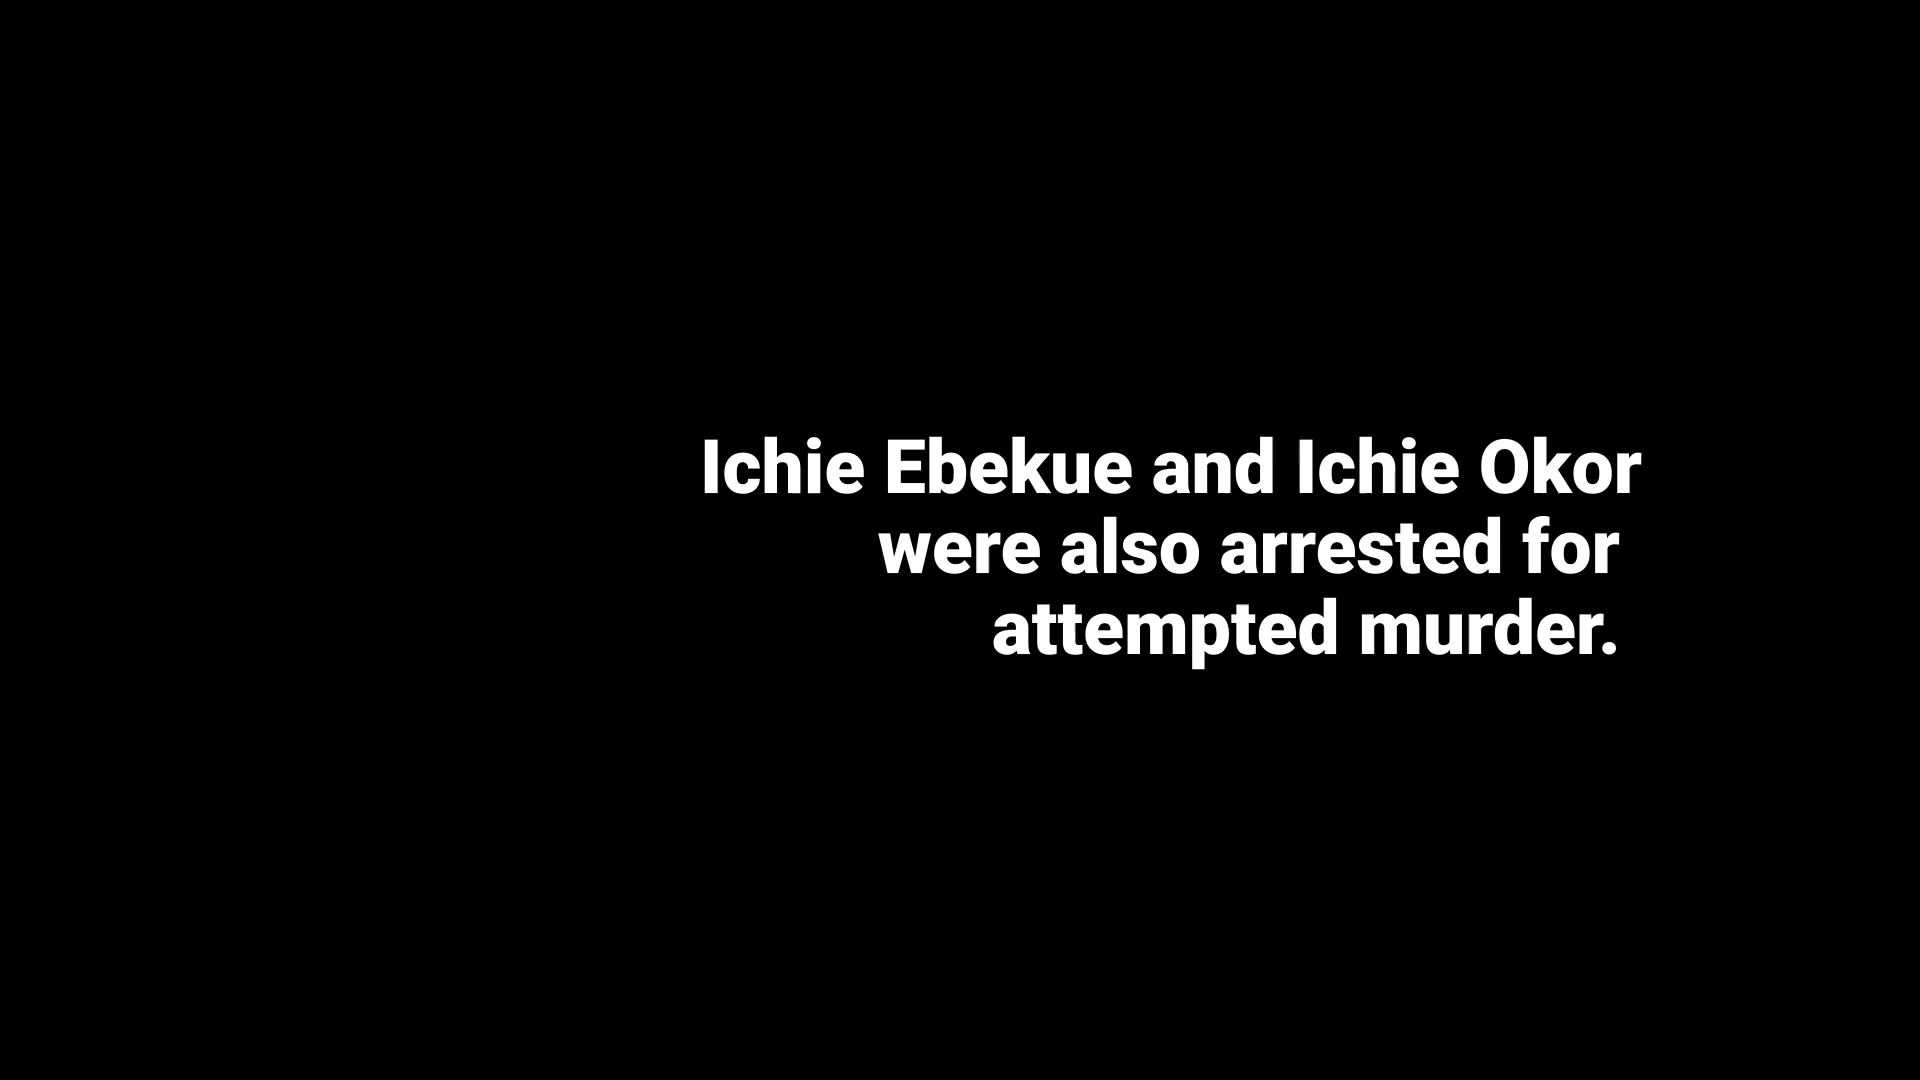 Ichie Ebekue and Ichie Okor
were also arrested for
attempted murder.